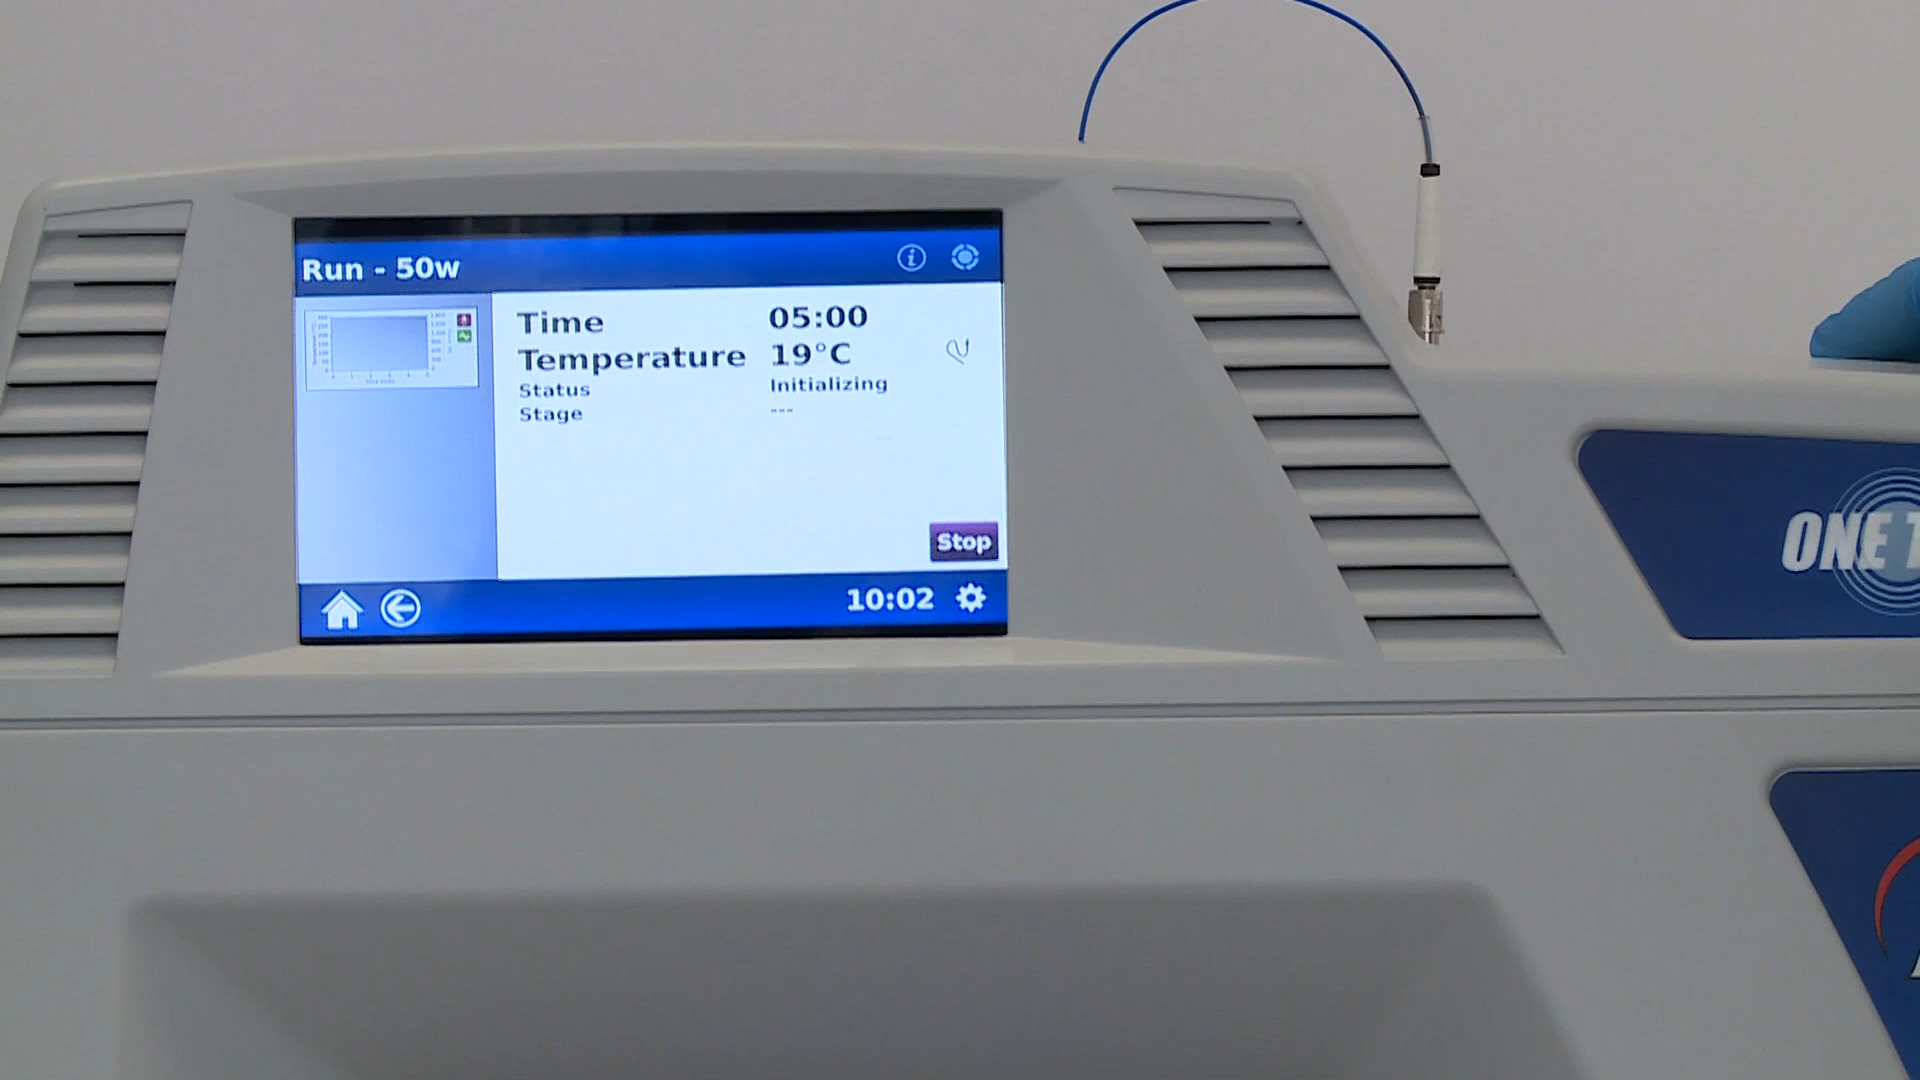 Run - 50w
Time 05:00
Temperature 19°C
Status Initializing
Stage ---
Stop
10:02
ONE